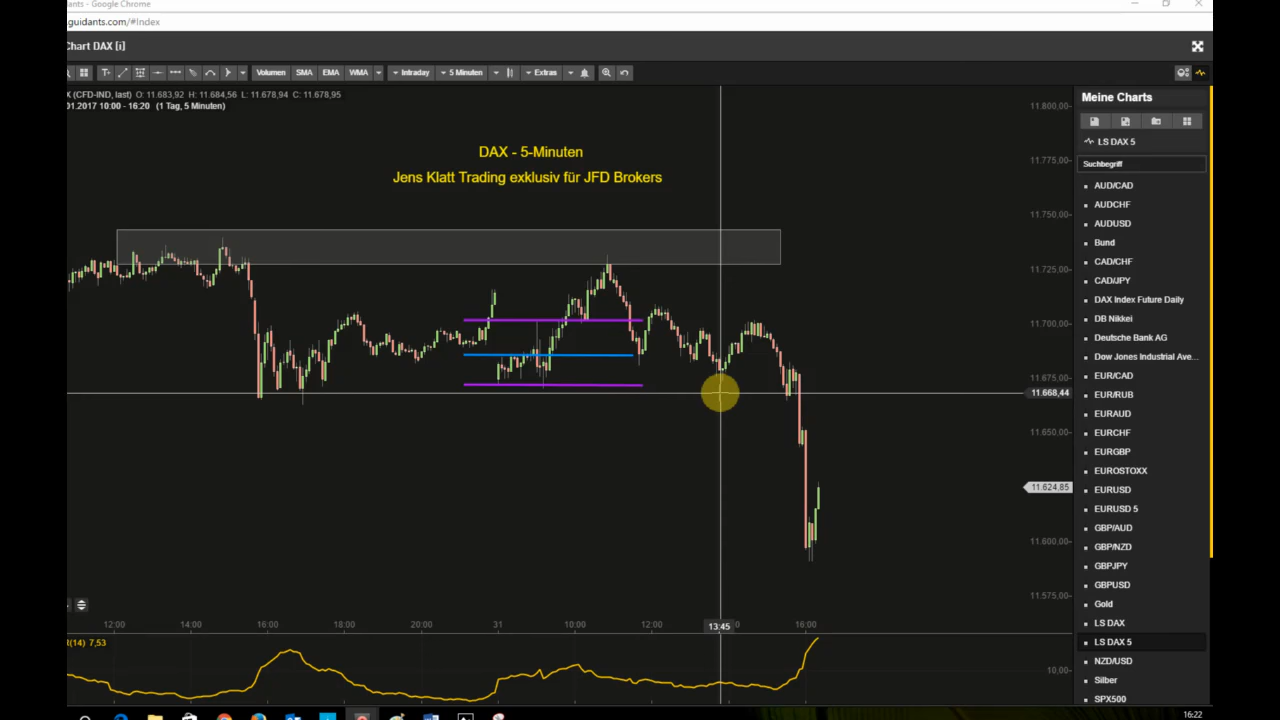 ants - Google Chrome
guidants.com/#Index
Chart DAX [i]
T+ Volumen SMA EMA WMA Intraday 5 Minuten Extras
X (CFD-IND, last) O: 11.683,92 H: 11.684,56 L: 11.678,94 C: 11.678,95
01.2017 10:00 - 16:20 (1 Tag, 5 Minuten)
DAX - 5-Minuten
Jens Klatt Trading exklusiv für JFD Brokers
11.800,00
11.775,00
11.750,00
11.725,00
11.700,00
11.675,00
11.668,44
11.650,00
11.624,85
11.600,00
11.575,00
12:00 14:00 16:00 18:00 20:00 31 10:00 12:00 13:45 16:00
R(14) 7,53
10,00
Meine Charts
LS DAX 5
Suchbegriff
AUD/CAD
AUDCHF
AUDUSD
Bund
CAD/CHF
CAD/JPY
DAX Index Future Daily
DB Nikkei
Deutsche Bank AG
Dow Jones Industrial Ave...
EUR/CAD
EUR/RUB
EURAUD
EURCHF
EURGBP
EUROSTOXX
EURUSD
EURUSD 5
GBP/AUD
GBP/NZD
GBPJPY
GBPUSD
Gold
LS DAX
LS DAX 5
NZD/USD
Silber
SPX500
16:22